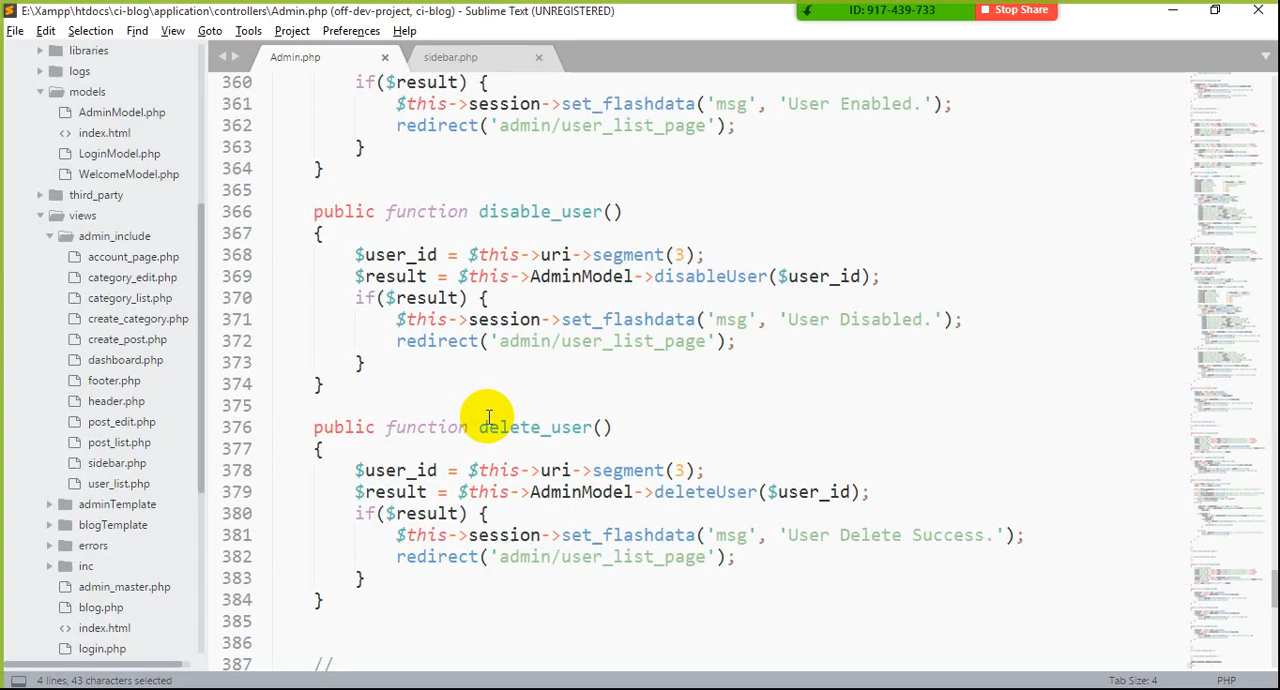 E:\Xampp\htdocs\ci-blog\application\controllers\Admin.php (off-dev-project, ci-blog) - Sublime Text (UNREGISTERED)
ID: 917-439-733
Stop Share
File Edit Selection Find View Goto Tools Project Preferences Help
libraries
logs
models
AdminModel.php
index.html
LoginModel.php
WelcomeModel.php
third_party
views
admin_include
account_page.php
category_edit.php
category_list.php
create_category.php
create_post.php
dashboard.php
footer.php
header.php
post_edit.php
post_list.php
sidebar.php
user_list.php
adminTemplate
blogTemplate
errors
inc
admin_master.php
blog.php
index.html
login.php
Admin.php
sidebar.php
360 if($result) {
361 $this->session->set_flashdata('msg', 'User Enabled.');
362 redirect('admin/user_list_page');
363 }
364 }
365
366 public function disable_user()
367 {
368 $user_id = $this->uri->segment(3);
369 $result = $this->AdminModel->disableUser($user_id);
370 if($result) {
371 $this->session->set_flashdata('msg', 'User Disabled.');
372 redirect('admin/user_list_page');
373 }
374 }
375
376 public function delete_user()
377 {
378 $user_id = $this->uri->segment(3);
379 $result = $this->AdminModel->deleteUser($user_id);
380 if($result) {
381 $this->session->set_flashdata('msg', 'User Delete Success.');
382 redirect('admin/user_list_page');
383 }
384 }
385
386
387 //
4 lines, 43 characters selected
Tab Size: 4
PHP